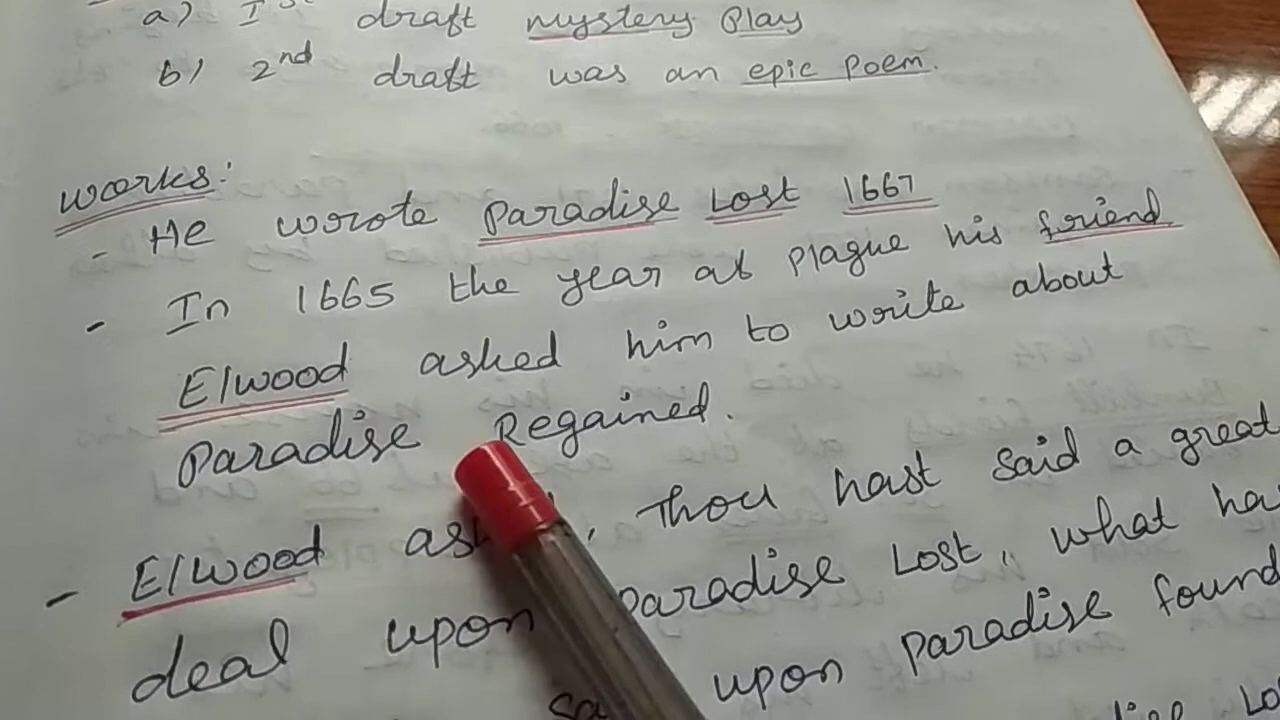 a) Ist draft mystery Play
b) 2nd draft was an epic Poem.
works:
- He wrote Paradise Lost 1667
- In 1665 the year at Plague his friend
Elwood asked him to write about
Paradise Regained.
- Elwood , Thou hast said a great
deal upon paradise Lost, what
upon paradise found